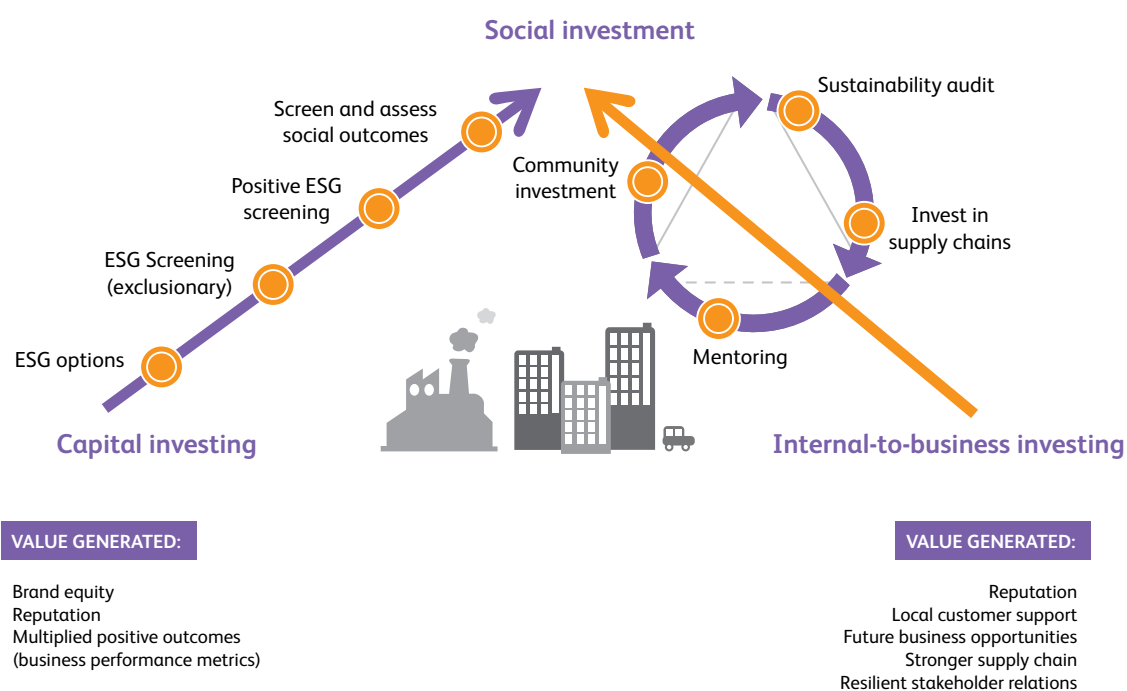 Social investment
Screen and assess
social outcomes
Positive ESG
screening
ESG Screening
(exclusionary)
ESG options
Capital investing
Sustainability audit
Community
investment
Invest in
supply chains
Mentoring
Internal-to-business investing
VALUE GENERATED:
Brand equity
Reputation
Multiplied positive outcomes
(business performance metrics)
VALUE GENERATED:
Reputation
Local customer support
Future business opportunities
Stronger supply chain
Resilient stakeholder relations